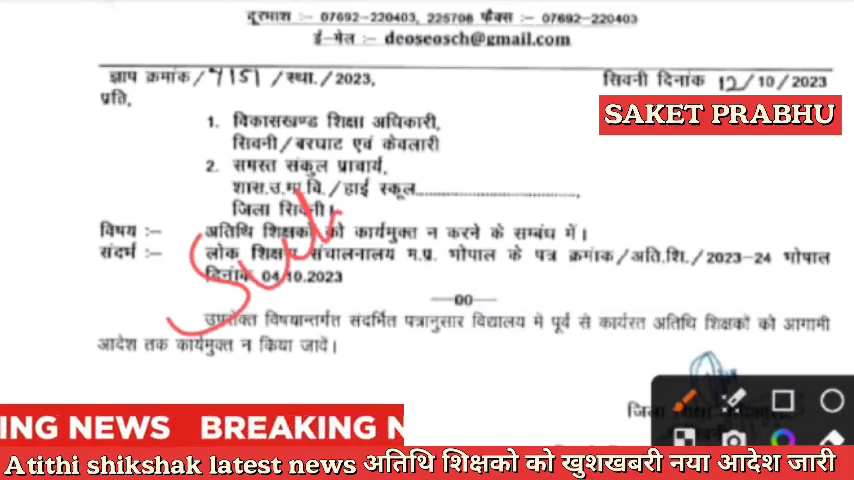 दूरभाश :- 07692-220403, 225708 फैक्स :- 07692-220403
ई-मेल :- deoseosch@gmail.com
ज्ञाप क्रमांक/7151/स्था./2023,
सिवनी दिनांक 12/10/2023
प्रति,
SAKET PRABHU
1. विकासखण्ड शिक्षा अधिकारी,
सिवनी/बरघाट एवं केवलारी
2. समस्त संकुल प्राचार्य,
शास.उ.मा.वि./हाई स्कूल..............................,
जिला सिवनी।
विषय :- अतिथि शिक्षकों को कार्यमुक्त न करने के सम्बंध में।
संदर्भ :- लोक शिक्षण संचालनालय म.प्र. भोपाल के पत्र क्रमांक/अति.शि./2023-24 भोपाल
दिनांक 04.10.2023
——00——
उपरोक्त विषयान्तर्गत संदर्भित पत्रानुसार विद्यालय में पूर्व से कार्यरत अतिथि शिक्षकों को आगामी
आदेश तक कार्यमुक्त न किया जावें।
जिला शिक्षा अधिकारी
ING NEWS BREAKING N
Atithi shikshak latest news अतिथि शिक्षको को खुशखबरी नया आदेश जारी